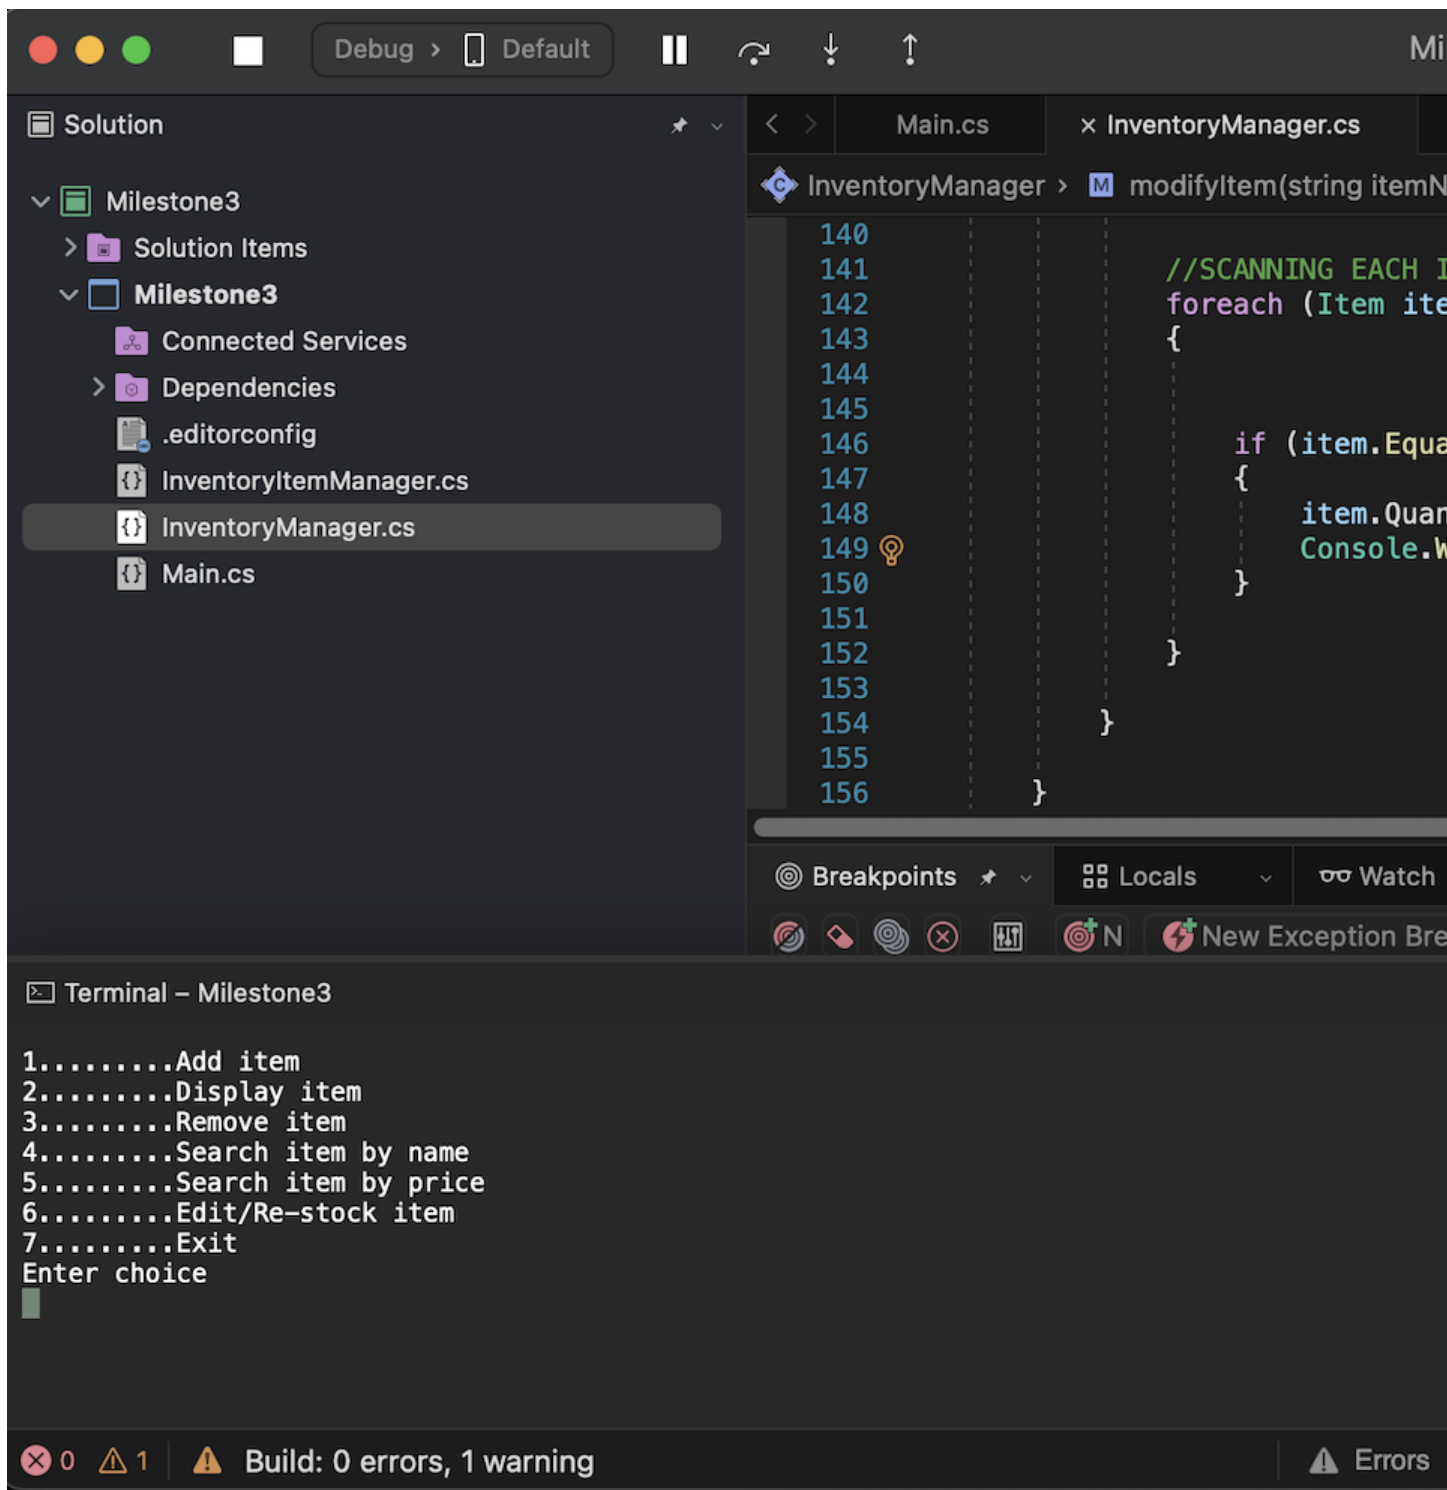 Debug › Default
Mi
Solution
Milestone3
Solution Items
Milestone3
Connected Services
Dependencies
.editorconfig
InventoryItemManager.cs
InventoryManager.cs
Main.cs
Main.cs
× InventoryManager.cs
InventoryManager › M modifyItem(string itemN
140
141 //SCANNING EACH I
142 foreach (Item ite
143 {
144
145
146 if (item.Equa
147 {
148 item.Quan
149 Console.W
150 }
151
152 }
153
154 }
155
156 }
Breakpoints
Locals
Watch
N
New Exception Bre
Terminal – Milestone3
1.........Add item
2.........Display item
3.........Remove item
4.........Search item by name
5.........Search item by price
6.........Edit/Re-stock item
7.........Exit
Enter choice
0 1 Build: 0 errors, 1 warning
Errors